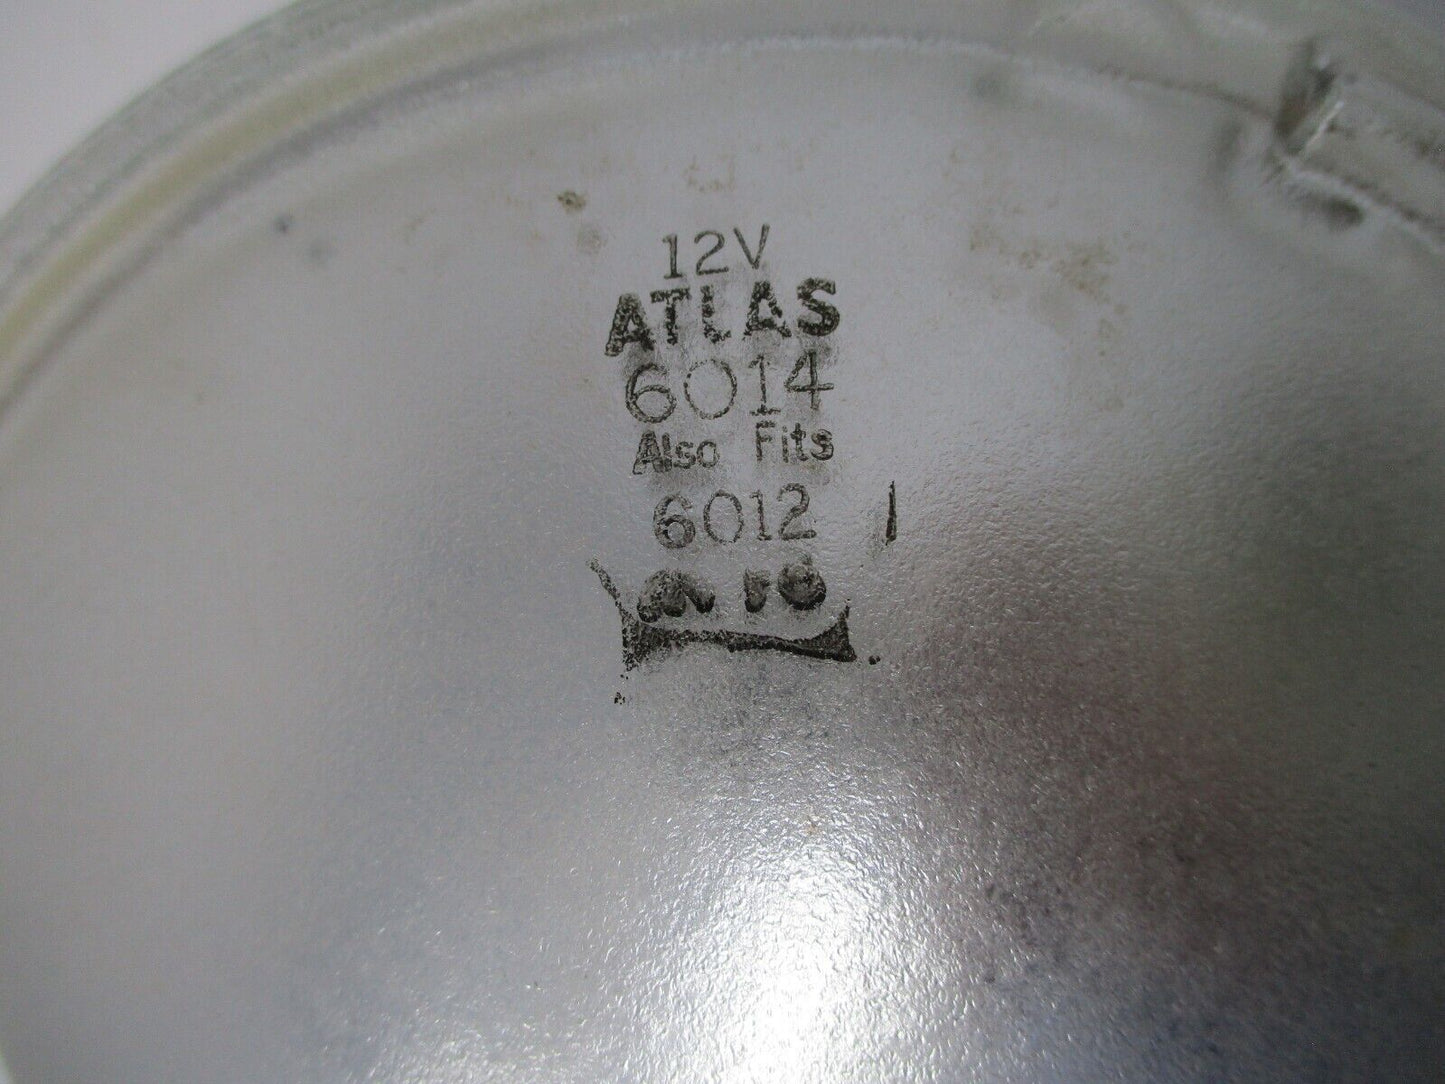 12V
ATLAS
6014
Also Fits
6012